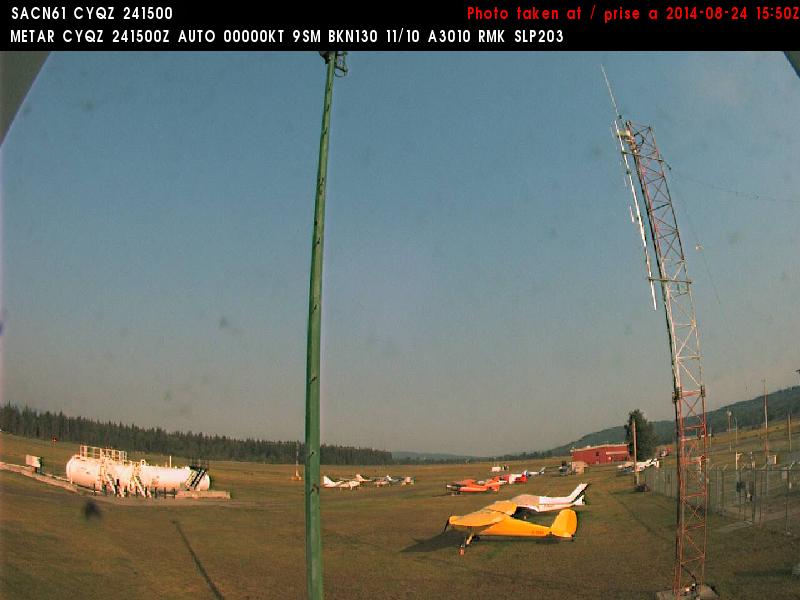 SACN61 CYQZ 241500 Photo taken at / prise a 2014-08-24 15:50Z
METAR CYQZ 241500Z AUTO 00000KT 9SM BKN130 11/10 A3010 RMK SLP203